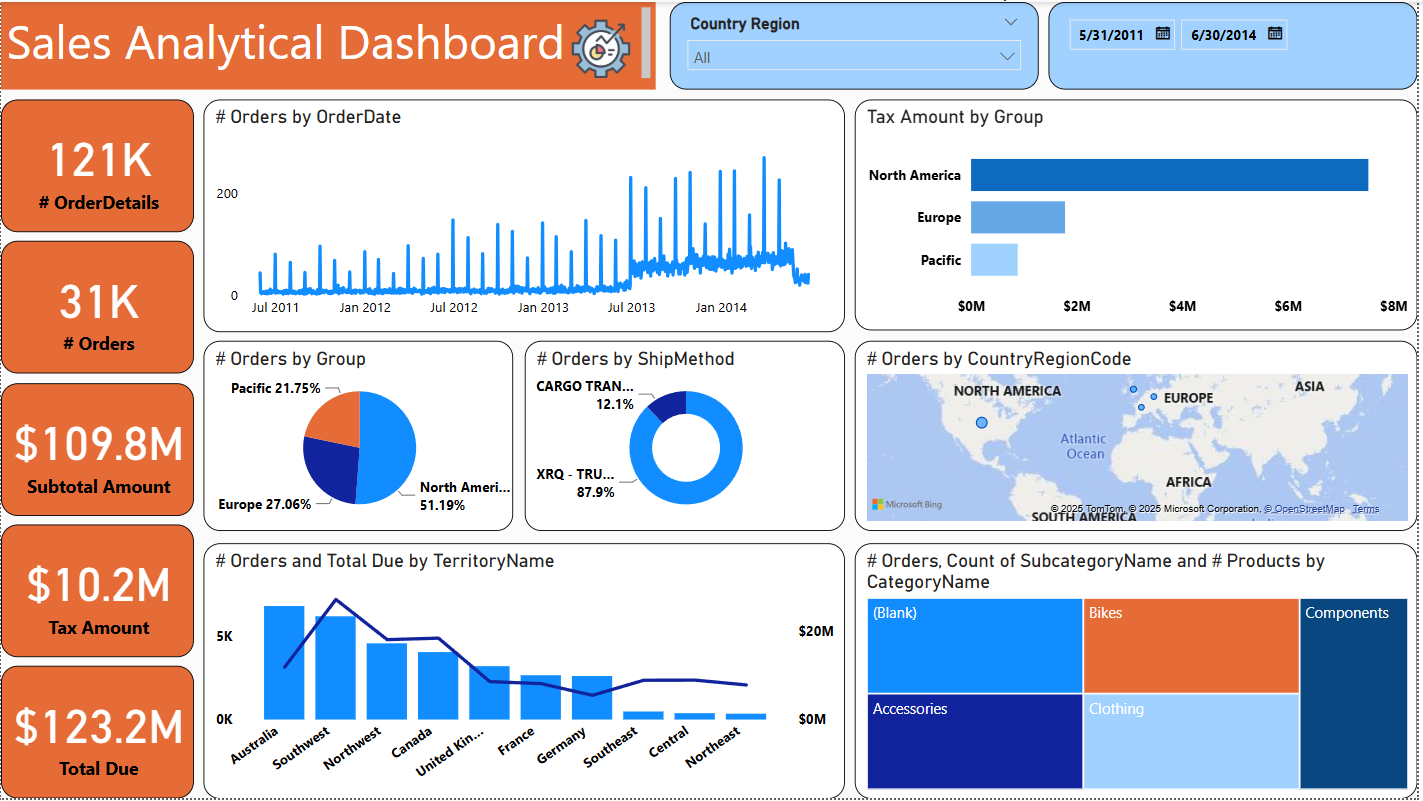 Sales Analytical Dashboard
Country Region
All
5/31/2011
6/30/2014
121K
# OrderDetails
31K
# Orders
$109.8M
Subtotal Amount
$10.2M
Tax Amount
$123.2M
Total Due
# Orders by OrderDate
200
0
Jul 2011
Jan 2012
Jul 2012
Jan 2013
Jul 2013
Jan 2014
Tax Amount by Group
North America
Europe
Pacific
$0M
$2M
$4M
$6M
$8M
# Orders by Group
Pacific 21.75%
Europe 27.06%
North Ameri...
51.19%
# Orders by ShipMethod
CARGO TRAN...
12.1%
XRQ - TRU...
87.9%
# Orders by CountryRegionCode
NORTH AMERICA
EUROPE
ASIA
Atlantic
Ocean
AFRICA
SOUTH AMERICA
Microsoft Bing
© 2025 TomTom, © 2025 Microsoft Corporation, © OpenStreetMap Terms
# Orders and Total Due by TerritoryName
5K
0K
$20M
$0M
Australia
Southwest
Northwest
Canada
United Kin...
France
Germany
Southeast
Central
Northeast
# Orders, Count of SubcategoryName and # Products by
CategoryName
(Blank)
Bikes
Components
Accessories
Clothing